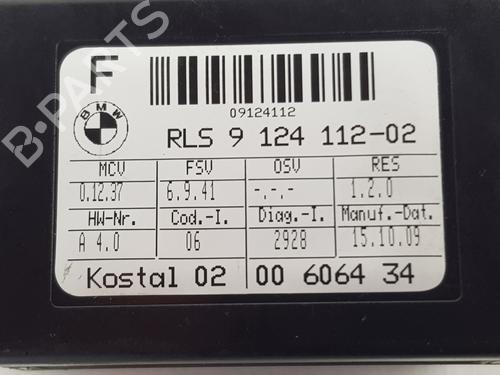 F
BMW
09124112
RLS 9 124 112-02
MCV FSV OSV RES
0.12.37 6.9.41 -.-.- 1.2.0
HW-Nr. Cod.-I. Diag.-I. Manuf.-Dat.
A 4.0 06 2928 15.10.09
Kostal 02 00 6064 34
B-PARTS